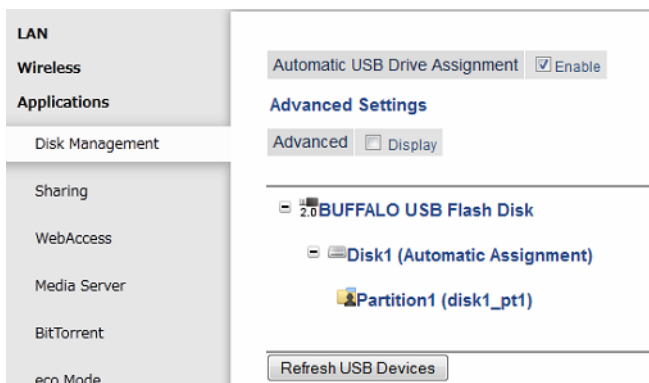 LAN
Wireless
Applications
Disk Management
Sharing
WebAccess
Media Server
BitTorrent
eco Mode
Automatic USB Drive Assignment Enable
Advanced Settings
Advanced Display
2.0 BUFFALO USB Flash Disk
Disk1 (Automatic Assignment)
Partition1 (disk1_pt1)
Refresh USB Devices